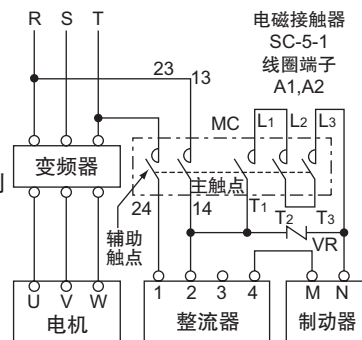 R S T
电磁接触器
SC-5-1
线圈端子
A1,A2
23
13
MC
L1 L2 L3
变频器
主触点
24
14
T1
T2
T3
VR
辅助
触点
U V W
1 2 3 4
M N
电机
整流器
制动器